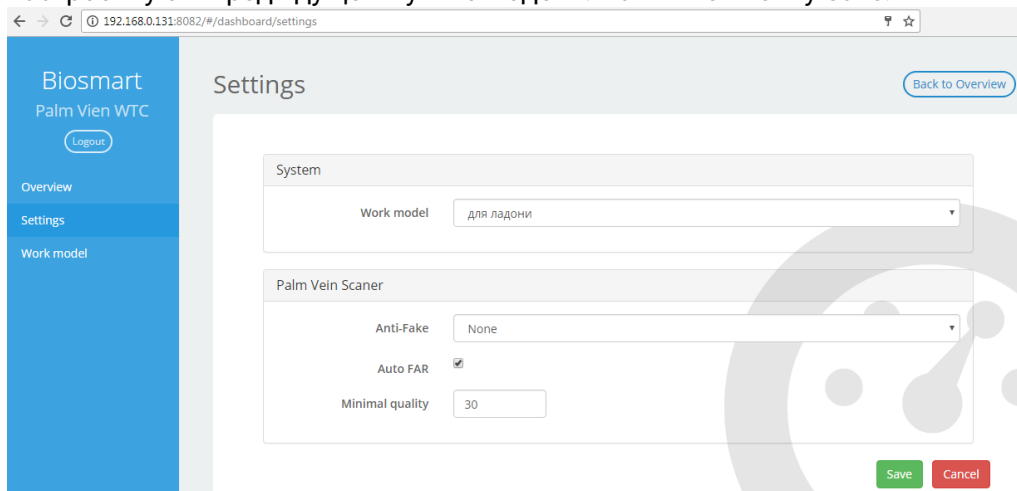 192.168.0.131:8082/#/dashboard/settings
Biosmart
Palm Vien WTC
Logout
Overview
Settings
Work model
Settings
Back to Overview
System
Work model
для ладони
Palm Vein Scaner
Anti-Fake
None
Auto FAR
Minimal quality
30
Save
Cancel